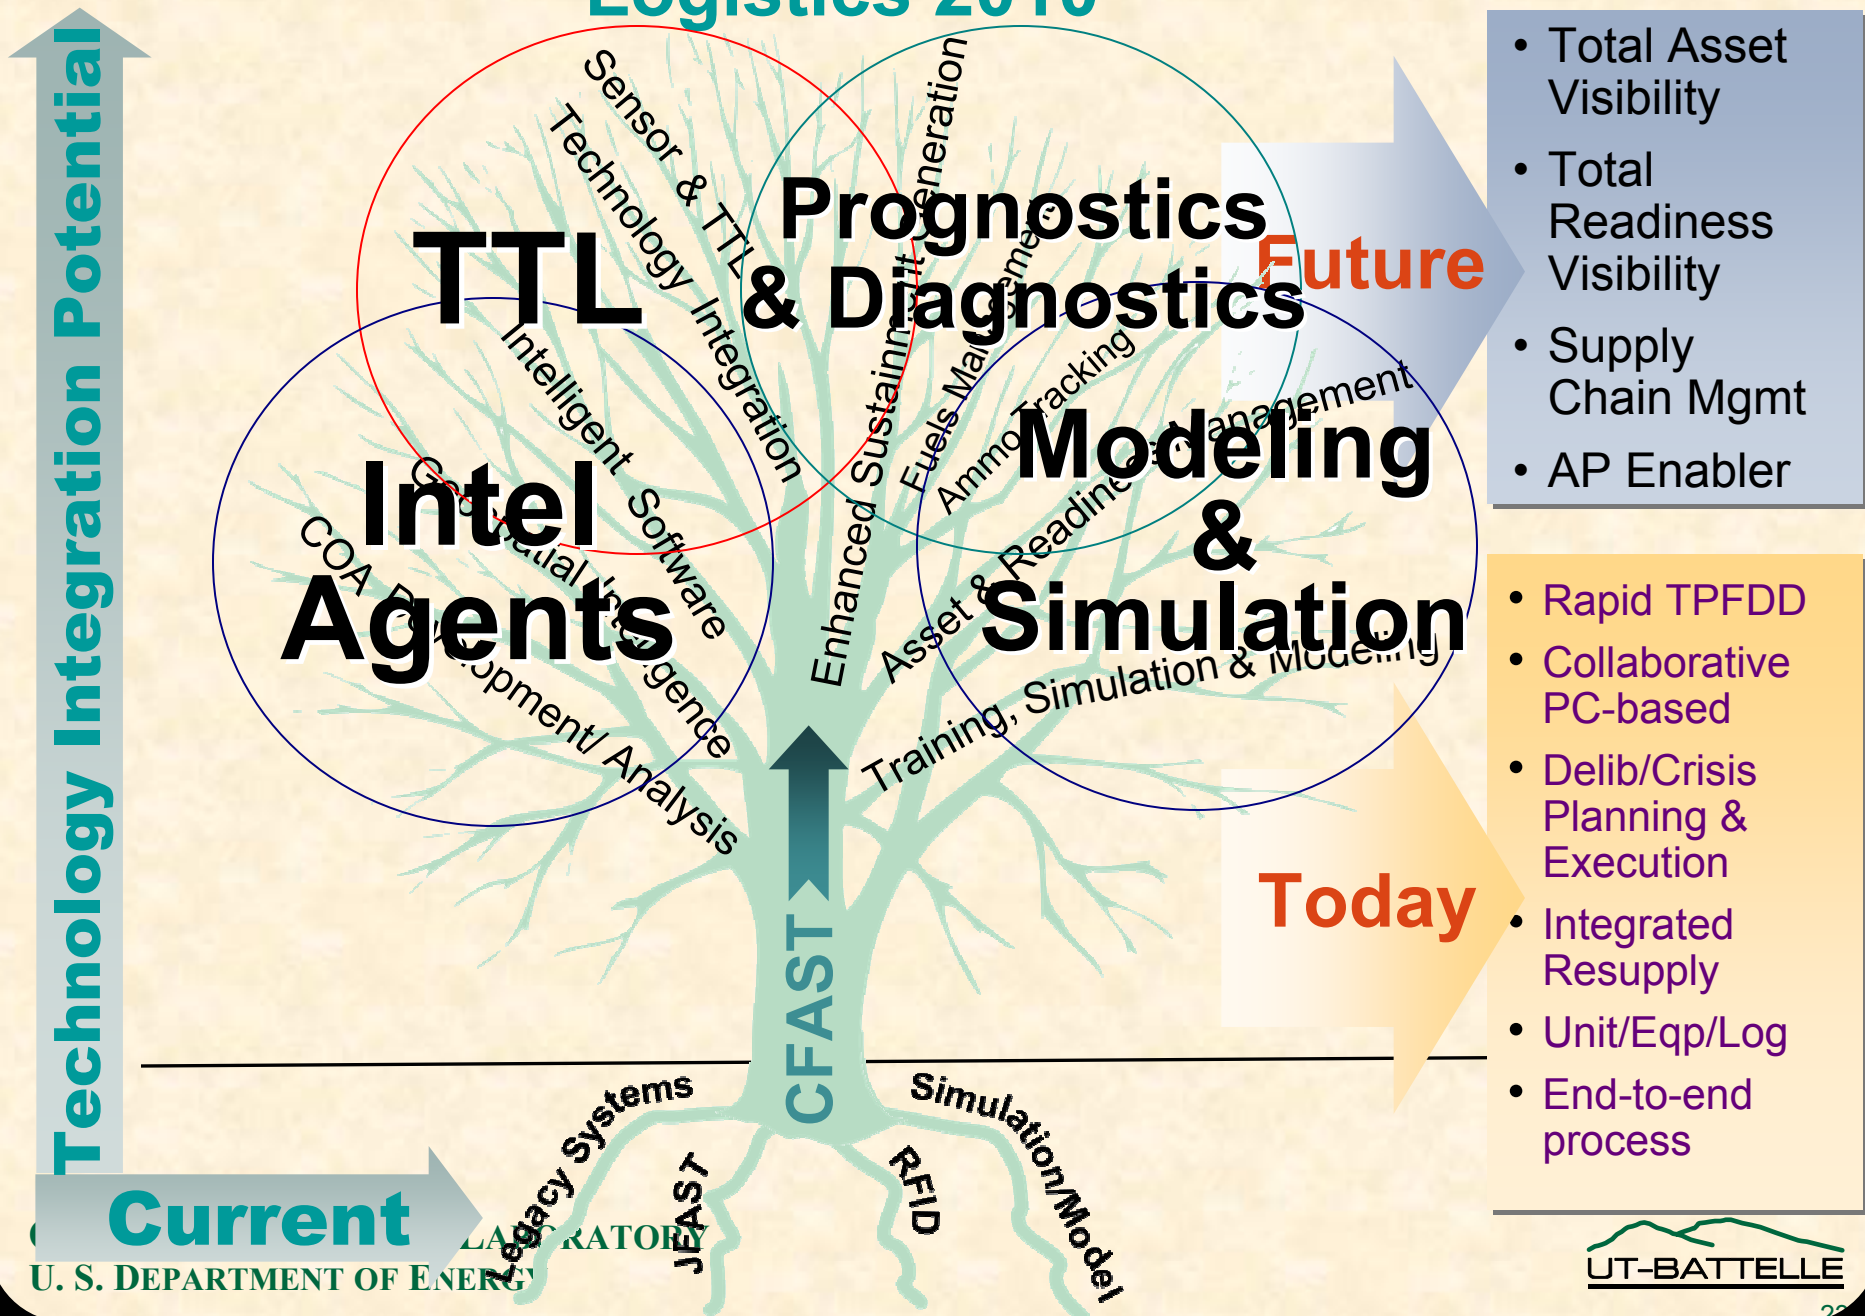 Logistics 2010
Technology Integration Potential
Sensor & TTL
Technology Integration
Intelligent Software
COA Development/ Analysis
Enhanced Sustainment Generation
Fuels Management
Ammo Tracking
Asset & Readiness Management
Training, Simulation & Modeling
TTL
Prognostics
& Diagnostics
Intel
Agents
Modeling
&
Simulation
Future
• Total Asset
Visibility
• Total
Readiness
Visibility
• Supply
Chain Mgmt
• AP Enabler
Today
• Rapid TPFDD
• Collaborative
PC-based
• Delib/Crisis
Planning &
Execution
• Integrated
Resupply
• Unit/Eqp/Log
• End-to-end
process
CFAST
Legacy Systems
JFAST
RFID
Simulation/Model
Current
LABORATORY
U. S. DEPARTMENT OF ENERGY
UT-BATTELLE